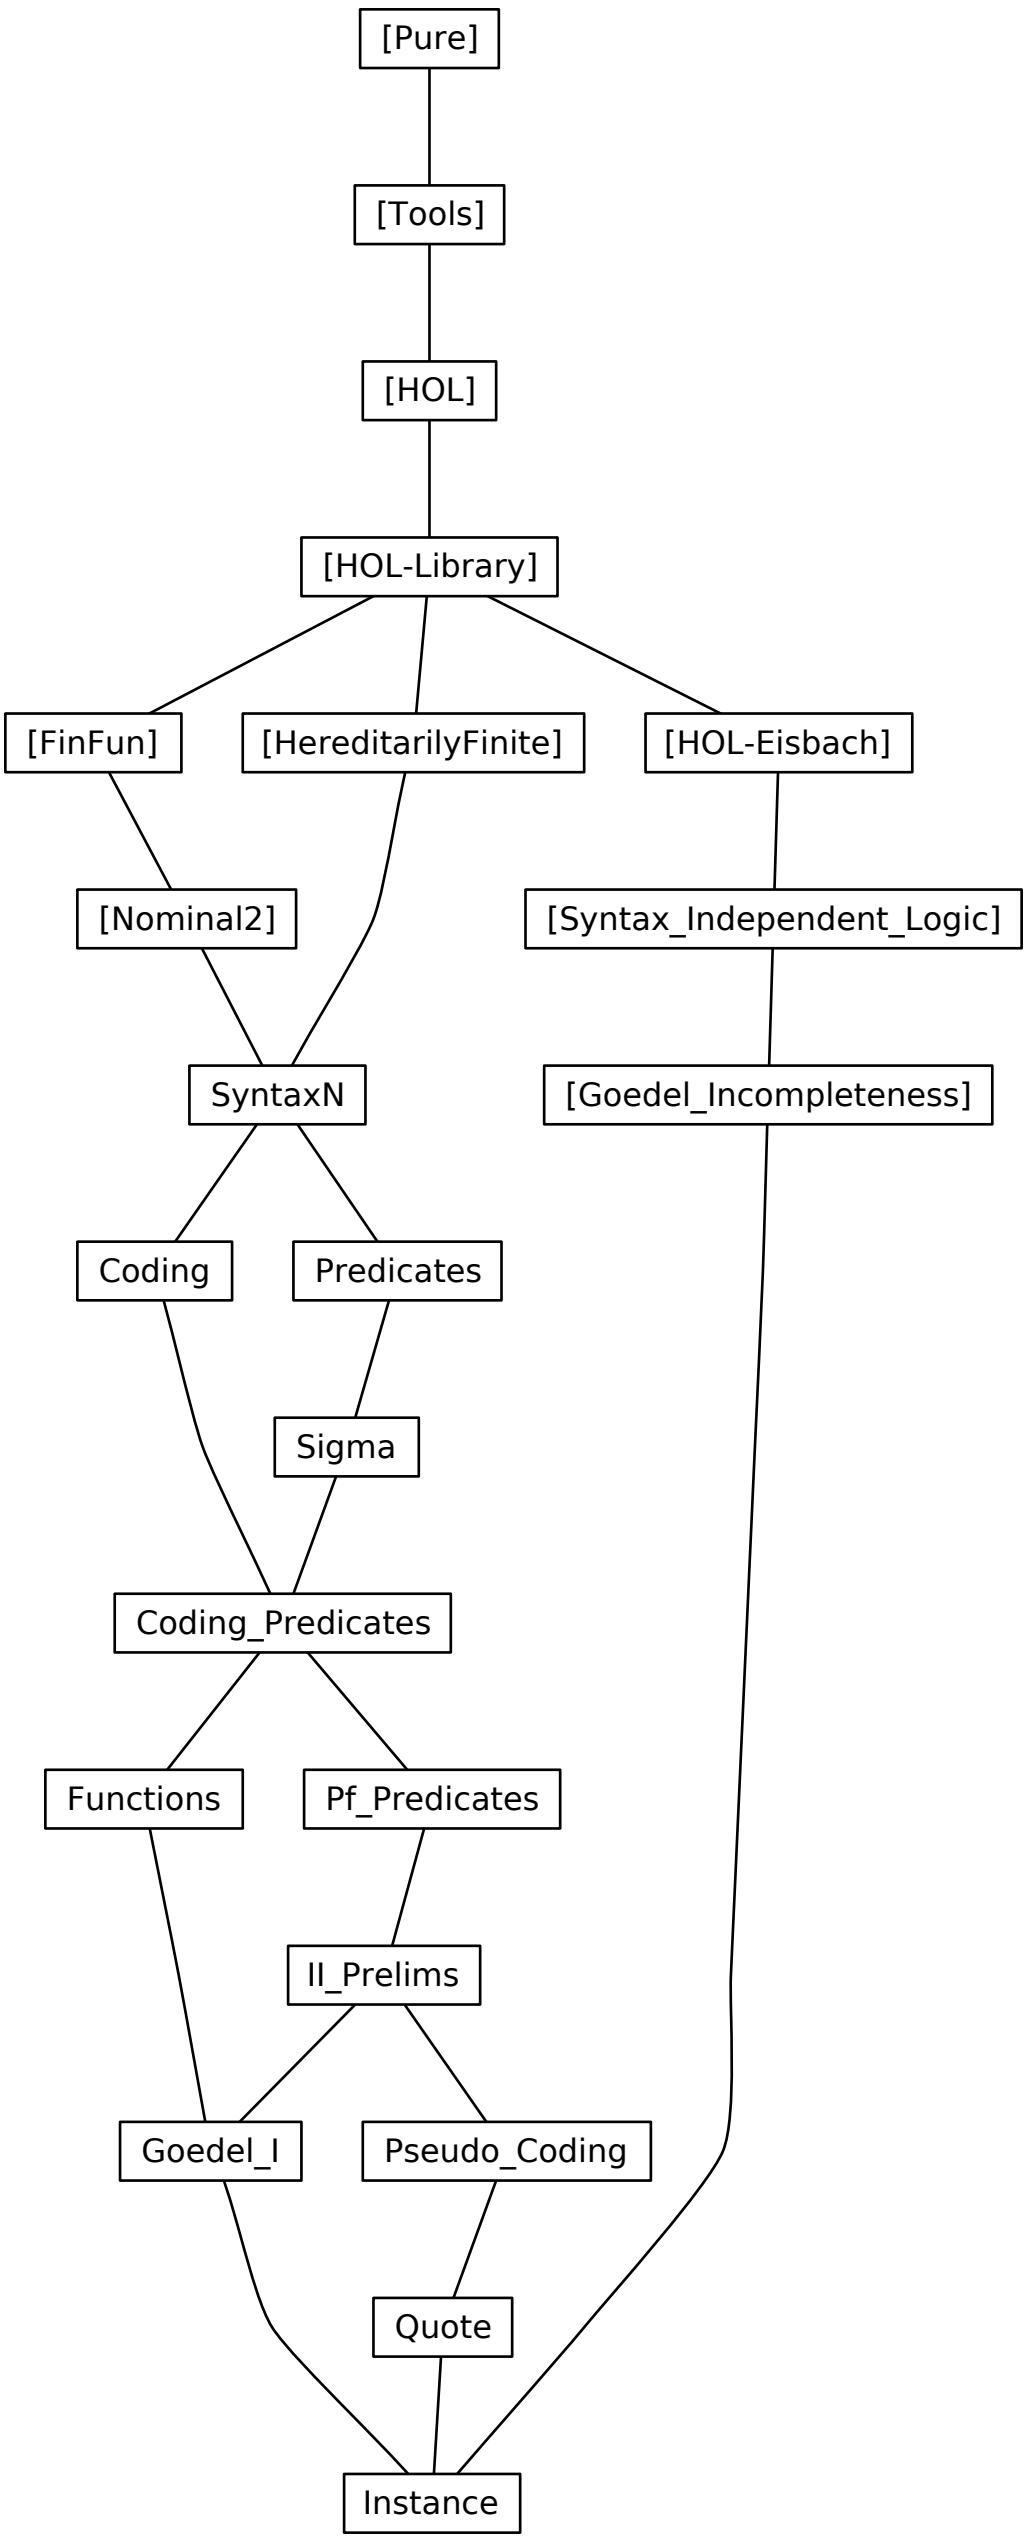 [Pure]
[Tools]
[HOL]
[HOL-Library]
[FinFun]
[HereditarilyFinite]
[HOL-Eisbach]
[Nominal2]
[Syntax_Independent_Logic]
SyntaxN
[Goedel_Incompleteness]
Coding
Predicates
Sigma
Coding_Predicates
Functions
Pf_Predicates
II_Prelims
Goedel_I
Pseudo_Coding
Quote
Instance